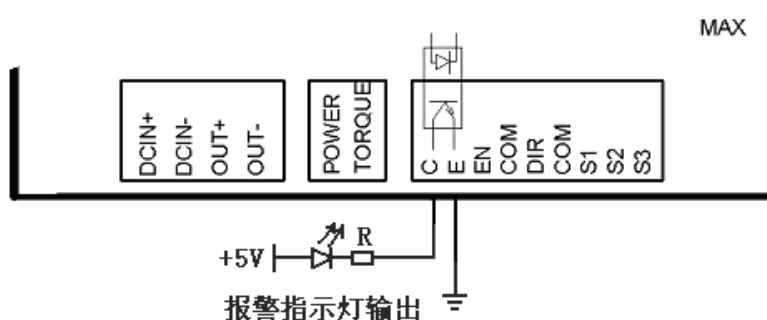 MAX
DCIN+
DCIN-
OUT+
OUT-
POWER
TORQUE
C
E
EN
COM
DIR
COM
S1
S2
S3
+5V
R
报警指示灯输出